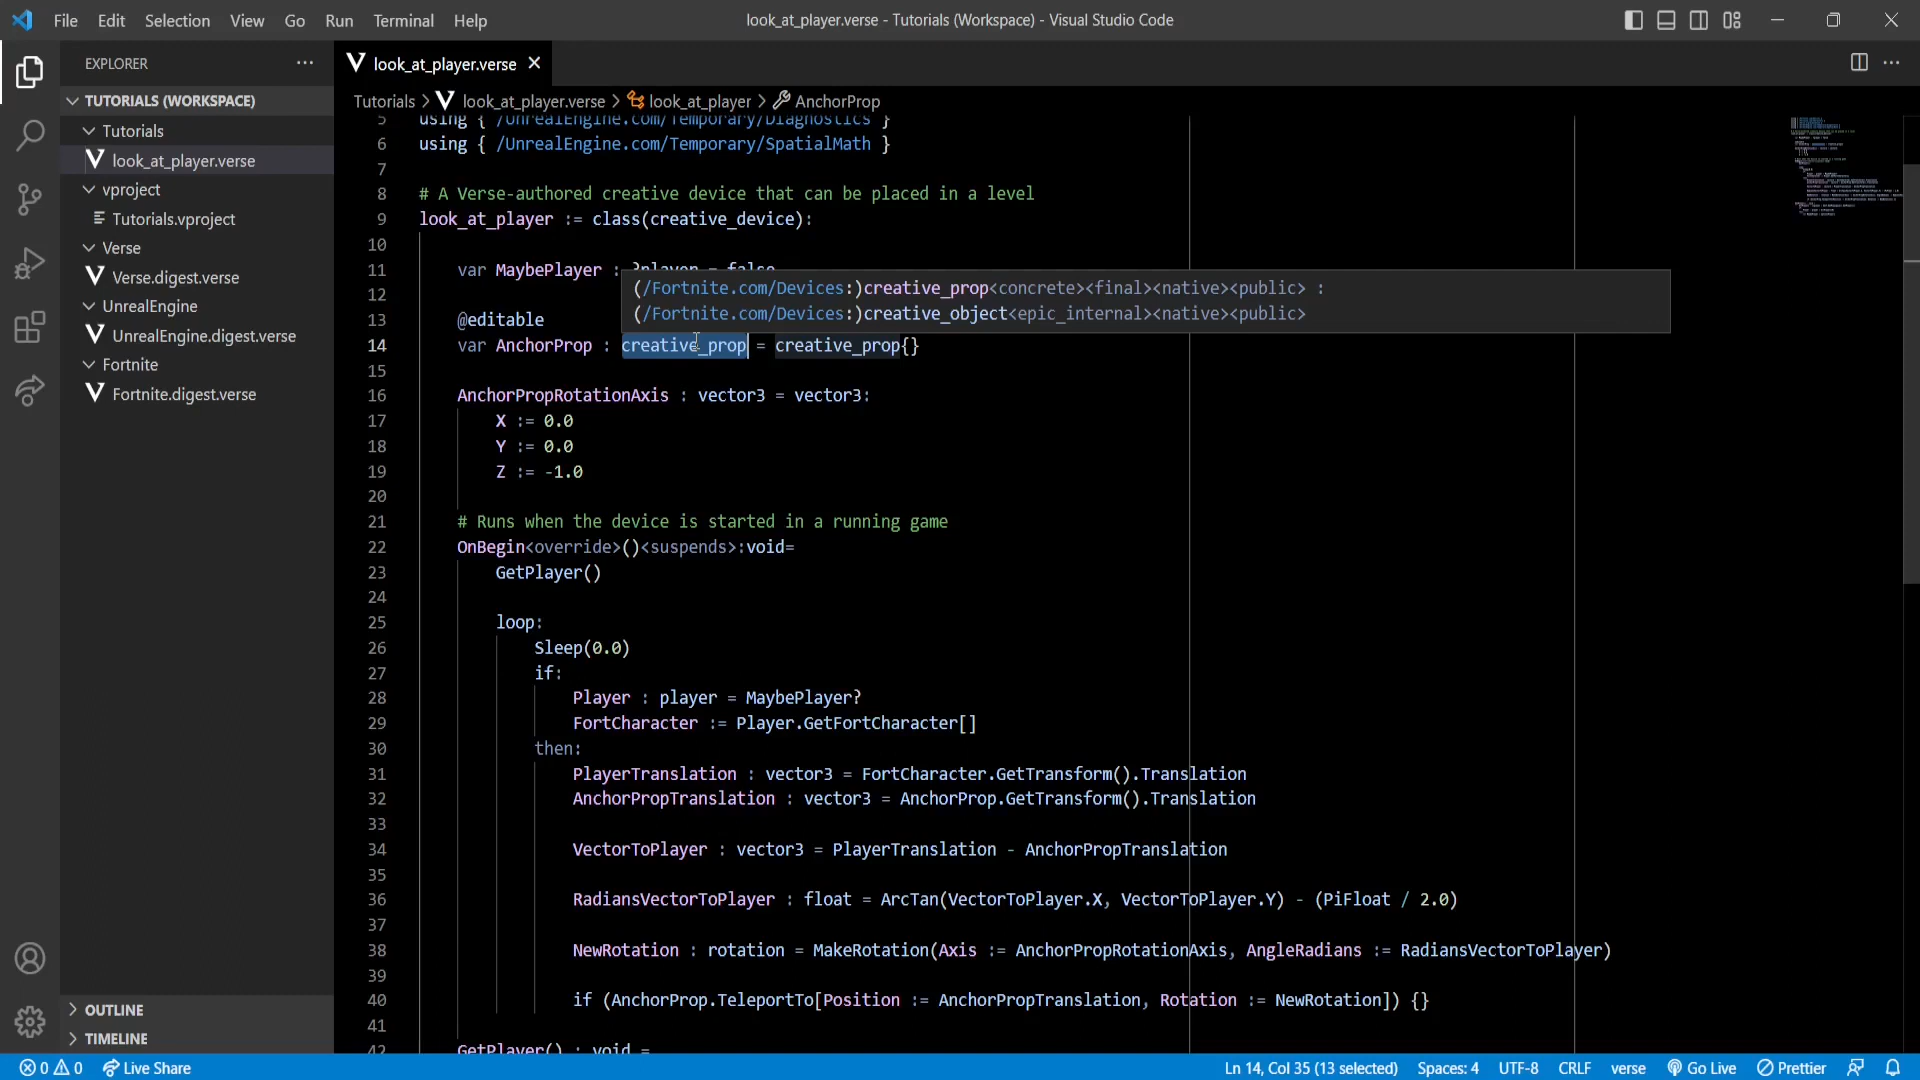 File Edit Selection View Go Run Terminal Help
look_at_player.verse - Tutorials (Workspace) - Visual Studio Code
EXPLORER
TUTORIALS (WORKSPACE)
Tutorials
look_at_player.verse
vproject
Tutorials.vproject
Verse
Verse.digest.verse
UnrealEngine
UnrealEngine.digest.verse
Fortnite
Fortnite.digest.verse
OUTLINE
TIMELINE
look_at_player.verse
Tutorials > look_at_player.verse > look_at_player > AnchorProp
5 using { /UnrealEngine.com/Temporary/Diagnostics }
6 using { /UnrealEngine.com/Temporary/SpatialMath }
7
8 # A Verse-authored creative device that can be placed in a level
9 look_at_player := class(creative_device):
10
11 var MaybePlayer : ?player = false
(/Fortnite.com/Devices:)creative_prop<concrete><final><native><public> :
12
(/Fortnite.com/Devices:)creative_object<epic_internal><native><public>
13 @editable
14 var AnchorProp : creative_prop = creative_prop{}
15
16 AnchorPropRotationAxis : vector3 = vector3:
17 X := 0.0
18 Y := 0.0
19 Z := -1.0
20
21 # Runs when the device is started in a running game
22 OnBegin<override>()<suspends>:void=
23 GetPlayer()
24
25 loop:
26 Sleep(0.0)
27 if:
28 Player : player = MaybePlayer?
29 FortCharacter := Player.GetFortCharacter[]
30 then:
31 PlayerTranslation : vector3 = FortCharacter.GetTransform().Translation
32 AnchorPropTranslation : vector3 = AnchorProp.GetTransform().Translation
33
34 VectorToPlayer : vector3 = PlayerTranslation - AnchorPropTranslation
35
36 RadiansVectorToPlayer : float = ArcTan(VectorToPlayer.X, VectorToPlayer.Y) - (PiFloat / 2.0)
37
38 NewRotation : rotation = MakeRotation(Axis := AnchorPropRotationAxis, AngleRadians := RadiansVectorToPlayer)
39
40 if (AnchorProp.TeleportTo[Position := AnchorPropTranslation, Rotation := NewRotation]) {}
41
42 GetPlayer() : void =
0 0 Live Share
Ln 14, Col 35 (13 selected) Spaces: 4 UTF-8 CRLF verse Go Live Prettier